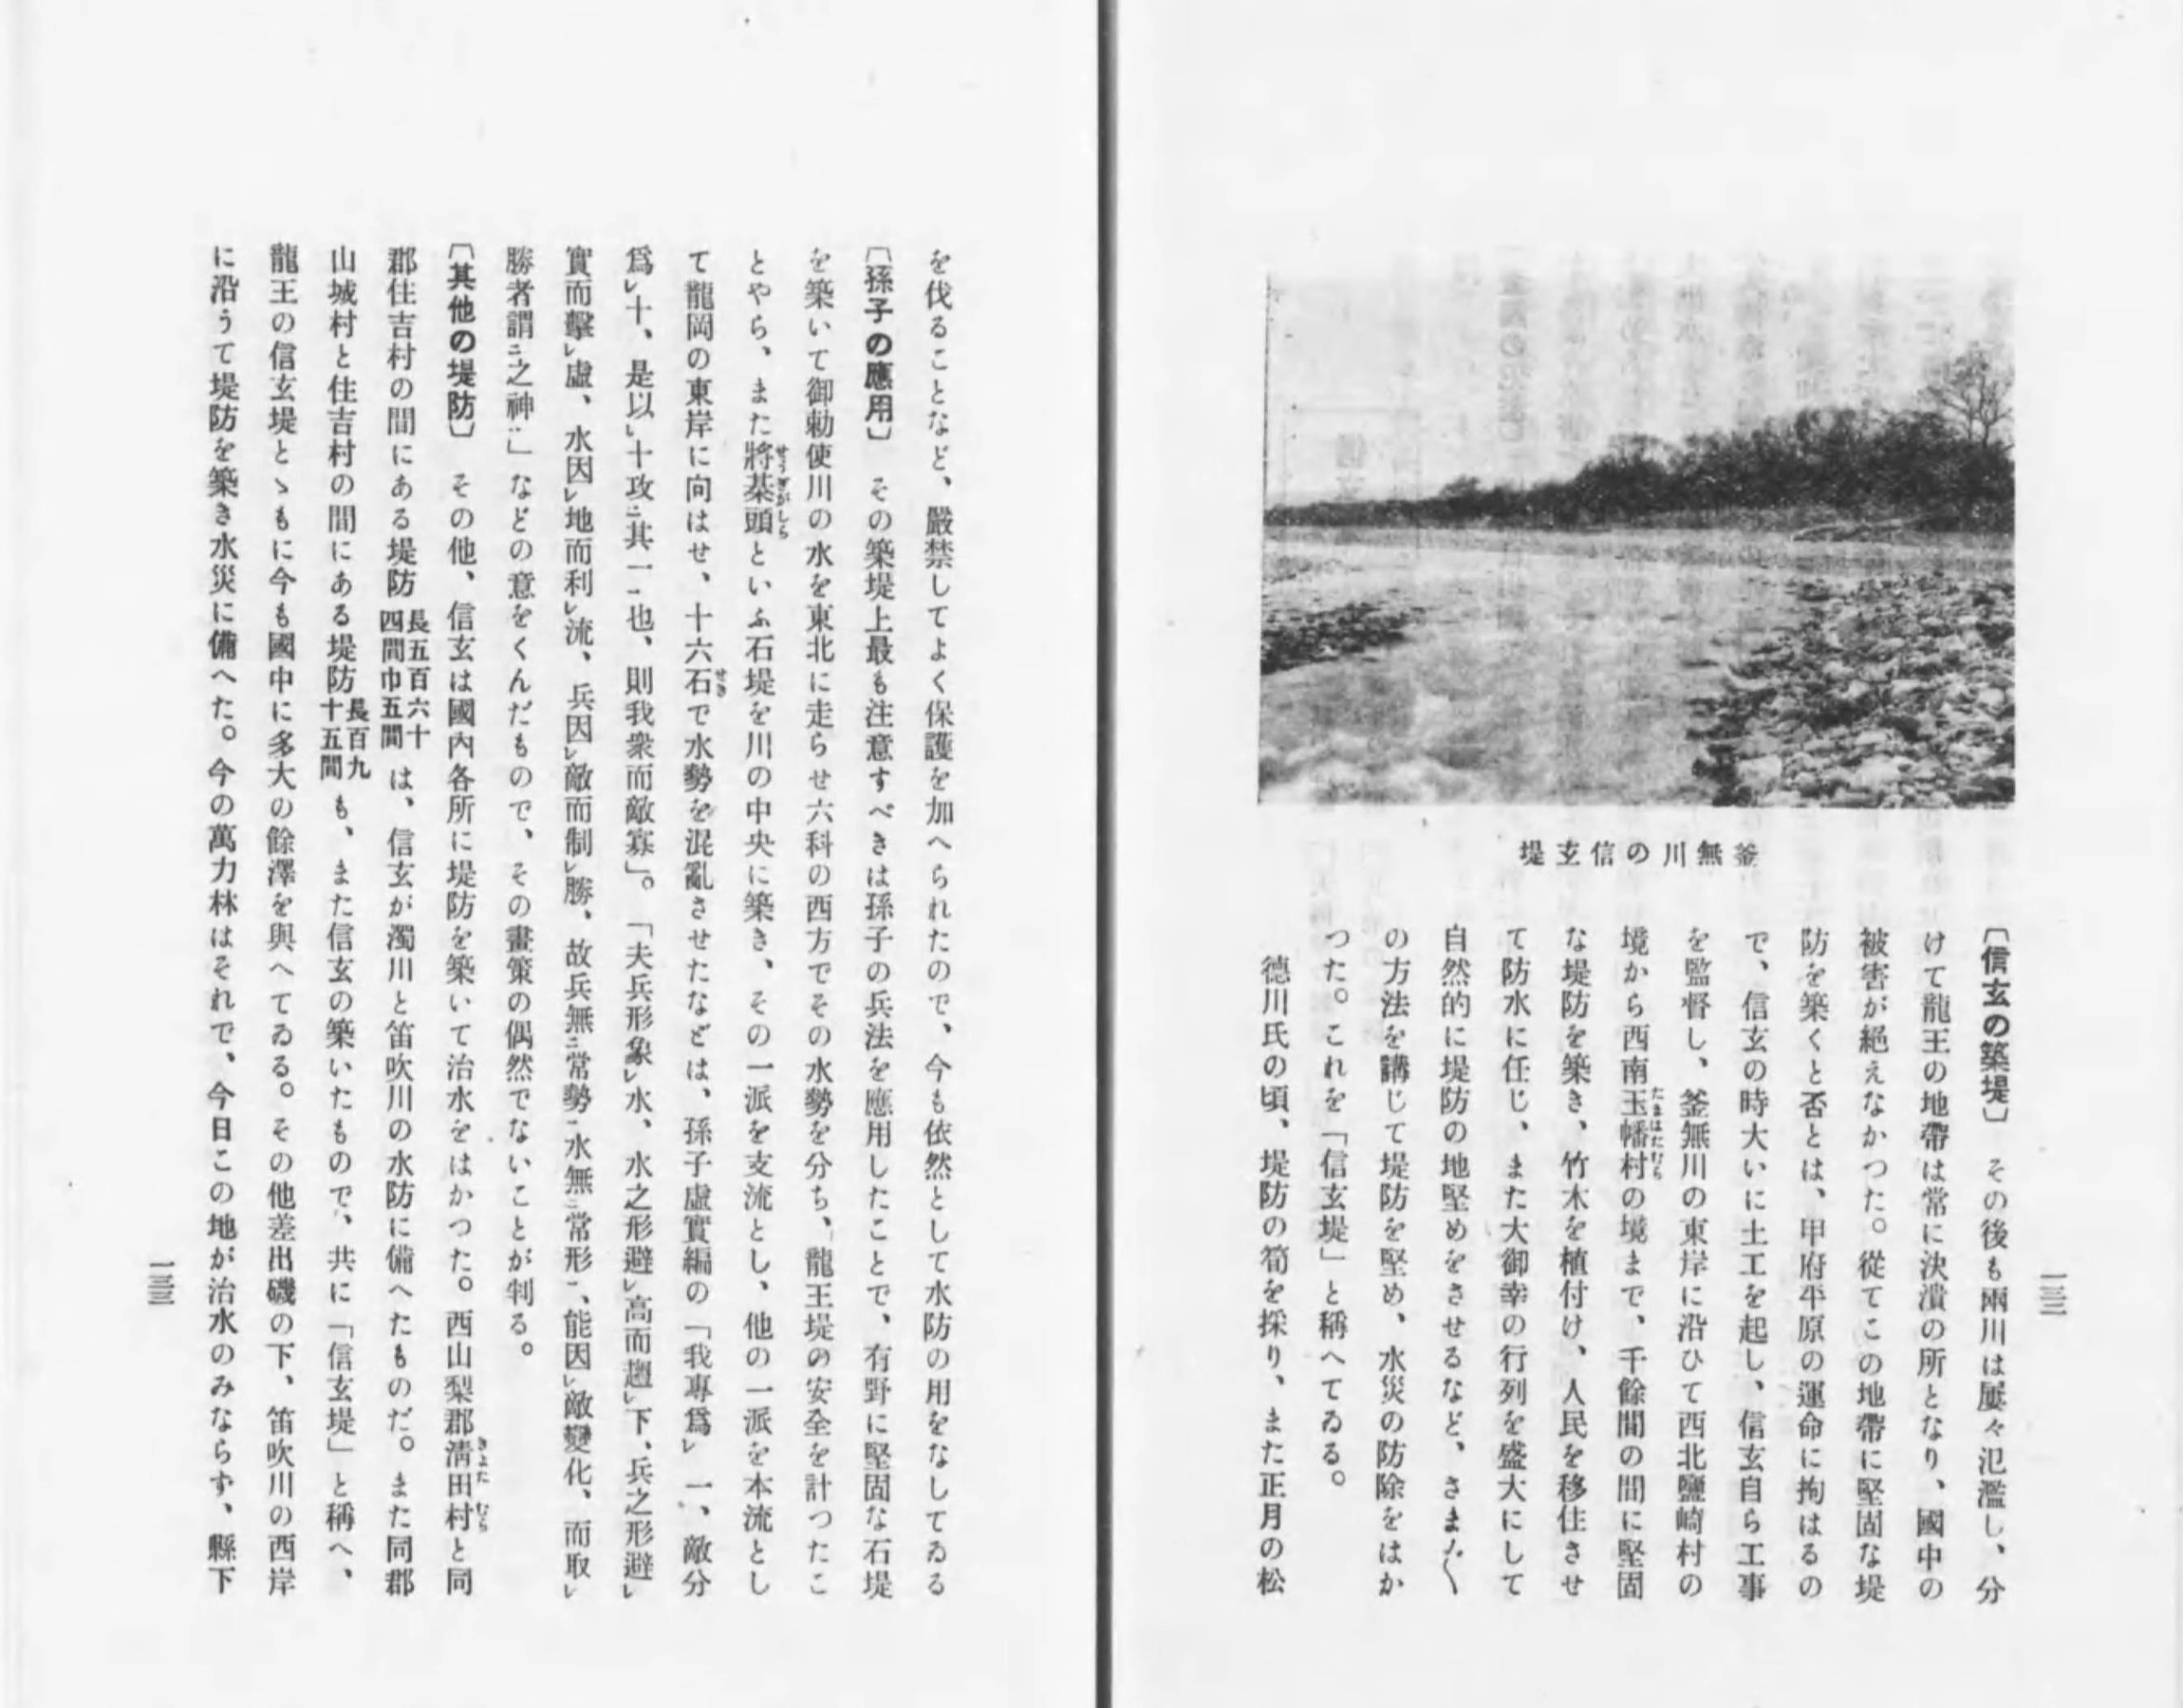 釜無川の信玄堤
〔信玄の築堤〕　その後も兩川は屡々氾濫し、分
けて龍王の地帶は常に決潰の所となり、國中の
被害が絕えなかつた。從てこの地帶に堅固な堤
防を築くと否とは、甲府平原の運命に拘はるの
で、信玄の時大いに土工を起し、信玄自ら工事
を監督し、釜無川の東岸に沿ひて西北鹽崎村の
境から西南玉幡村の境まで、千餘間の間に堅固
な堤防を築き、竹木を植付け、人民を移住させ
て防水に任じ、また大御幸の行列を盛大にして
自然的に堤防の地堅めをさせるなど、さま〴〵
の方法を講じて堤防を堅め、水災の防除をはか
つた。これを「信玄堤」と稱へてゐる。
德川氏の頃、堤防の筍を採り、また正月の松
一三二
を伐ることなど、嚴禁してよく保護を加へられたので、今も依然として水防の用をなしてゐる
〔孫子の應用〕　その築堤上最も注意すべきは孫子の兵法を應用したことで、有野に堅固な石堤
を築いて御勅使川の水を東北に走らせ六科の西方でその水勢を分ち、龍王堤の安全を計つたこ
とやら、また將棊頭といふ石堤を川の中央に築き、その一派を支流とし、他の一派を本流とし
て龍岡の東岸に向はせ、十六石で水勢を混亂させたなどは、孫子虛實編の「我專爲㆑一、敵分
爲㆑十、是以㆑十攻㆓其一㆒也、則我衆而敵寡」。「夫兵形象㆑水、水之形避㆑高而趨㆑下、兵之形避㆑
實而擊㆑虛、水因㆑地而利㆑流、兵因㆑敵而制㆑勝、故兵無㆓常勢㆒水無㆓常形㆒、能因㆑敵變化、而取㆑
勝者謂㆓之神㆒」などの意をくんだもので、その畫策の偶然でないことが判る。
〔其他の堤防〕　その他、信玄は國內各所に堤防を築いて治水をはかつた。西山梨郡淸田村と同
郡住吉村の間にある堤防長五百六十四間巾五間は、信玄が濁川と笛吹川の水防に備へたものだ。また同郡
山城村と住吉村の間にある堤防長百九十五間も、また信玄の築いたもので、共に「信玄堤」と稱へ、
龍王の信玄堤とゝもに今も國中に多大の餘澤を與へてゐる。その他差出磯の下、笛吹川の西岸
に沿うて堤防を築き水災に備へた。今の萬力林はそれで、今日この地が治水のみならず、縣下
一三三